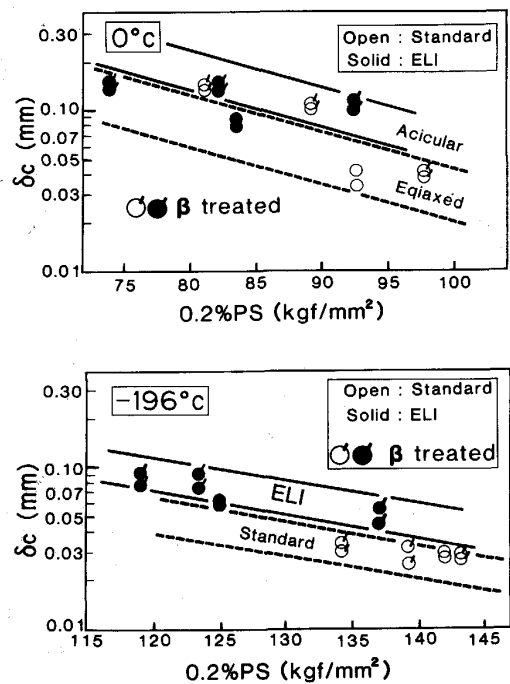 0°c
Open : Standard
Solid : ELI
0.30
0.10
0.07
0.05
0.03
0.01
δc (mm)
Acicular
Eqiaxed
β treated
75 80 85 90 95 100
0.2%PS (kgf/mm²)
-196°c
Open : Standard
Solid : ELI
β treated
0.30
0.10
0.07
0.05
0.03
0.01
δc (mm)
ELI
Standard
115 120 125 130 135 140 145
0.2%PS (kgf/mm²)